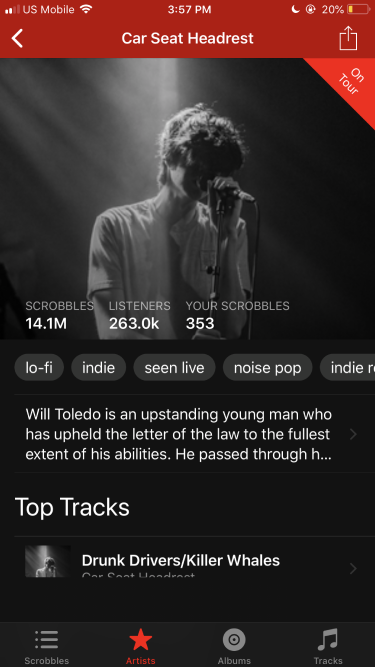 US Mobile 3:57 PM 20%
Car Seat Headrest
On
Tour
SCROBBLES LISTENERS YOUR SCROBBLES
14.1M 263.0k 353
lo-fi indie seen live noise pop indie r
Will Toledo is an upstanding young man who
has upheld the letter of the law to the fullest
extent of his abilities. He passed through h...
Top Tracks
Drunk Drivers/Killer Whales
Car Seat Headrest
Scrobbles Artists Albums Tracks